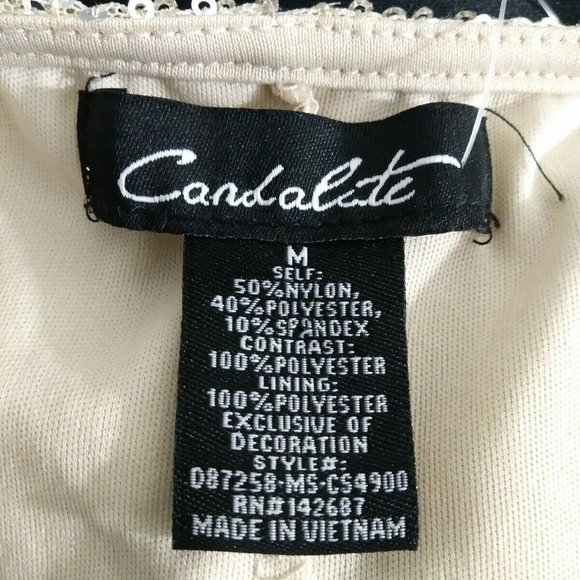 Candalite
M
SELF:
50%NYLON,
40%POLYESTER,
10%SPANDEX
CONTRAST:
100%POLYESTER
LINING:
100%POLYESTER
EXCLUSIVE OF
DECORATION
STYLE#:
D87258-MS-CS4900
RN#142687
MADE IN VIETNAM